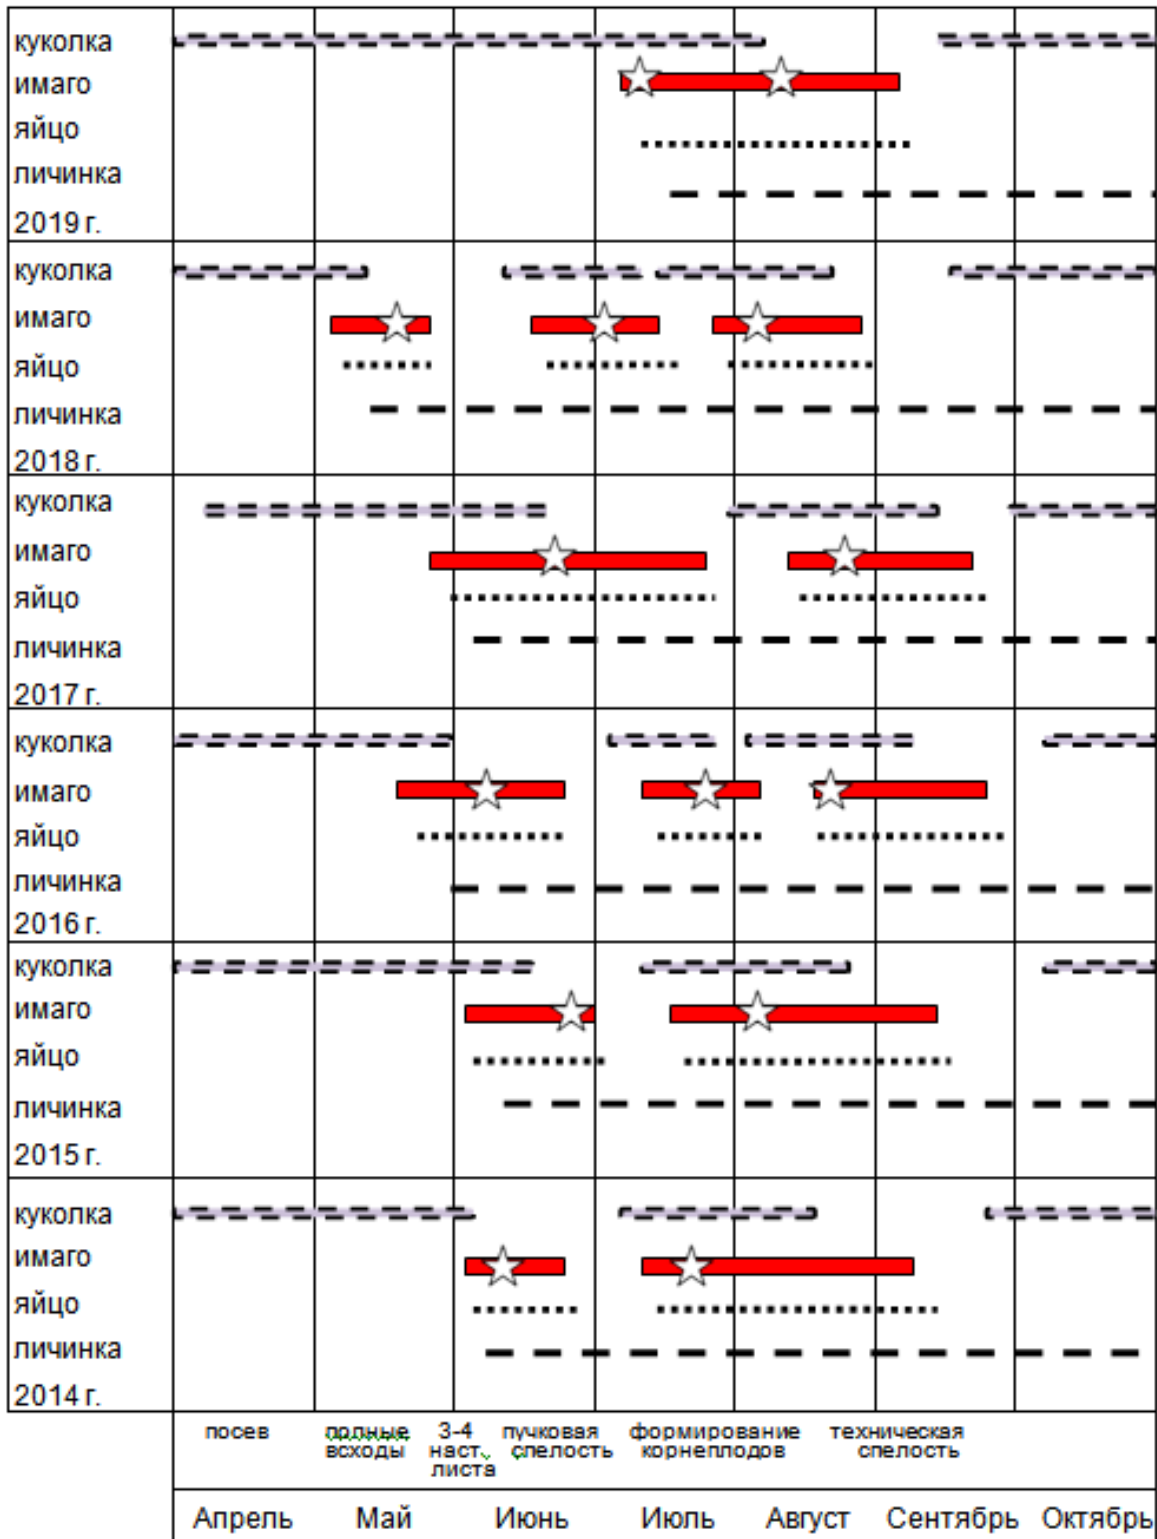 куколка
имаго
яйцо
личинка
2019 г.
куколка
имаго
яйцо
личинка
2018 г.
куколка
имаго
яйцо
личинка
2017 г.
куколка
имаго
яйцо
личинка
2016 г.
куколка
имаго
яйцо
личинка
2015 г.
куколка
имаго
яйцо
личинка
2014 г.
посев
полные
всходы
3-4
наст.
листа
пучковая
спелость
формирование
корнеплодов
техническая
спелость
Апрель Май Июнь Июль Август Сентябрь Октябрь